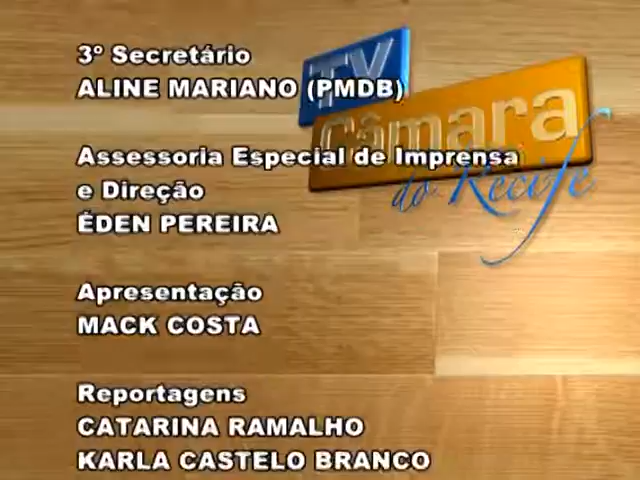 3º Secretário
ALINE MARIANO (PMDB)
TV
Câmara
do Recife
Assessoria Especial de Imprensa
e Direção
ÉDEN PEREIRA
Apresentação
MACK COSTA
Reportagens
CATARINA RAMALHO
KARLA CASTELO BRANCO